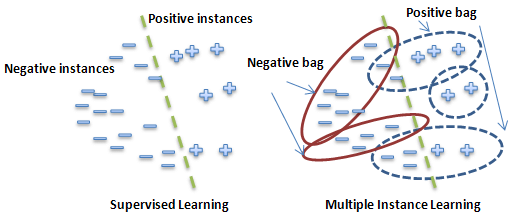 Positive instances
Negative instances
Supervised Learning
Positive bag
Negative bag
Multiple Instance Learning